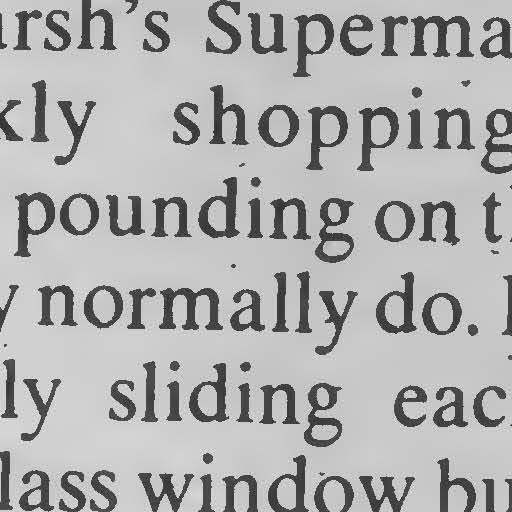 arsh's Superma
kly shopping
pounding on t
y normally do.
ly sliding eac
lass window bu